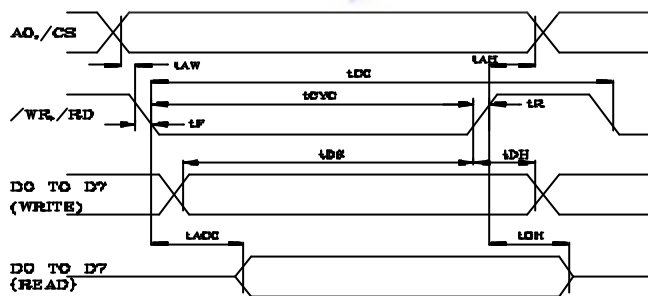 A0,/CS
tAW
tAH
tCC
tCYC
/WR,/RD
tF
tR
tDS
tDH
D0 TO D7
(WRITE)
tACC
tOH
D0 TO D7
(READ)